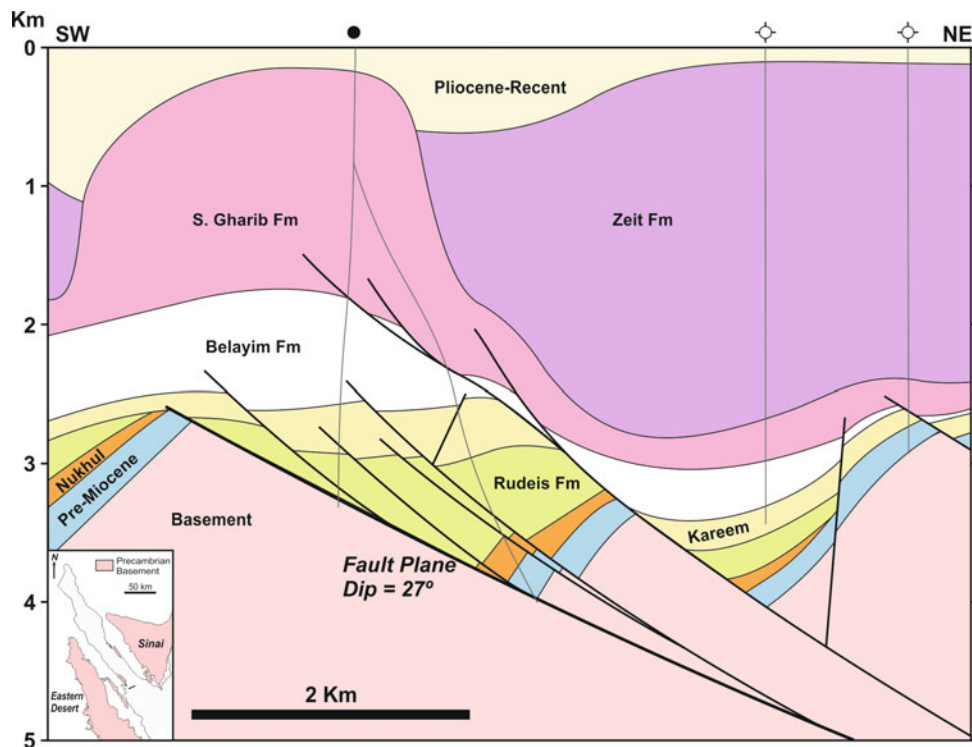 Km
SW
NE
0
Pliocene-Recent
1
S. Gharib Fm
Zeit Fm
2
Belayim Fm
3
Nukhul
Pre-Miocene
Rudeis Fm
Basement
Kareem
Fault Plane
Dip = 27º
4
N
Precambrian
Basement
50 km
Sinai
Eastern
Desert
2 Km
5